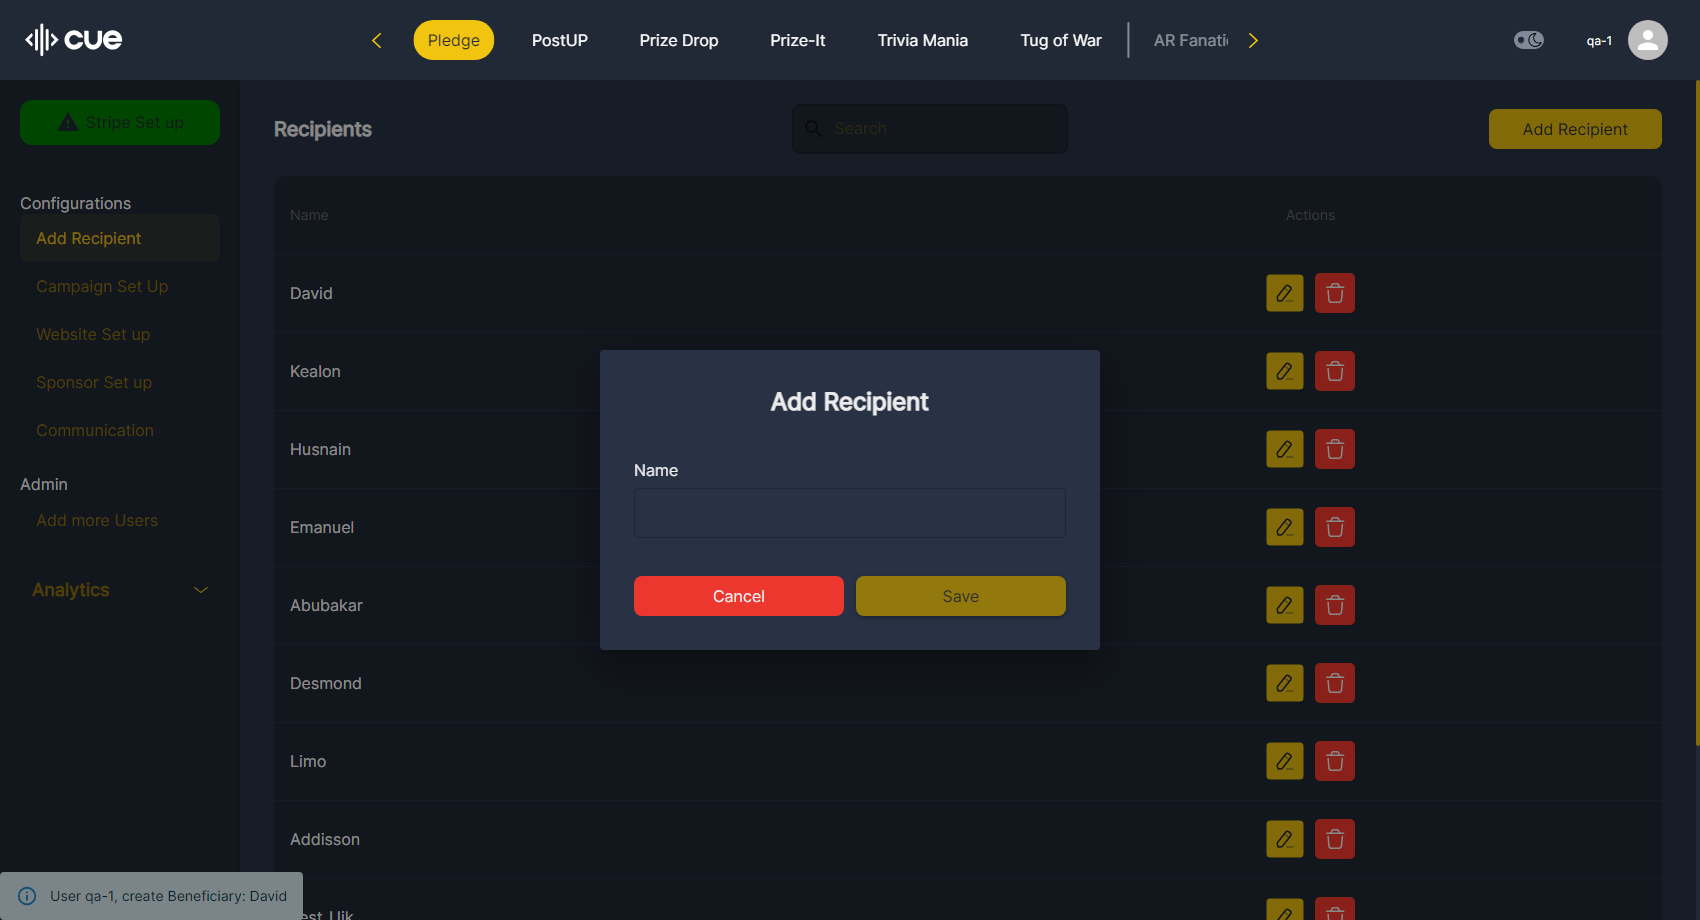 cue
Pledge
PostUP
Prize Drop
Prize-It
Trivia Mania
Tug of War
AR Fanati
qa-1
Stripe Set up
Configurations
Add Recipient
Campaign Set Up
Website Set up
Sponsor Set up
Communication
Admin
Add more Users
Analytics
Recipients
Search
Add Recipient
Name
Actions
David
Kealon
Husnain
Emanuel
Abubakar
Desmond
Limo
Addisson
Add Recipient
Name
Cancel
Save
User qa-1, create Beneficiary: David